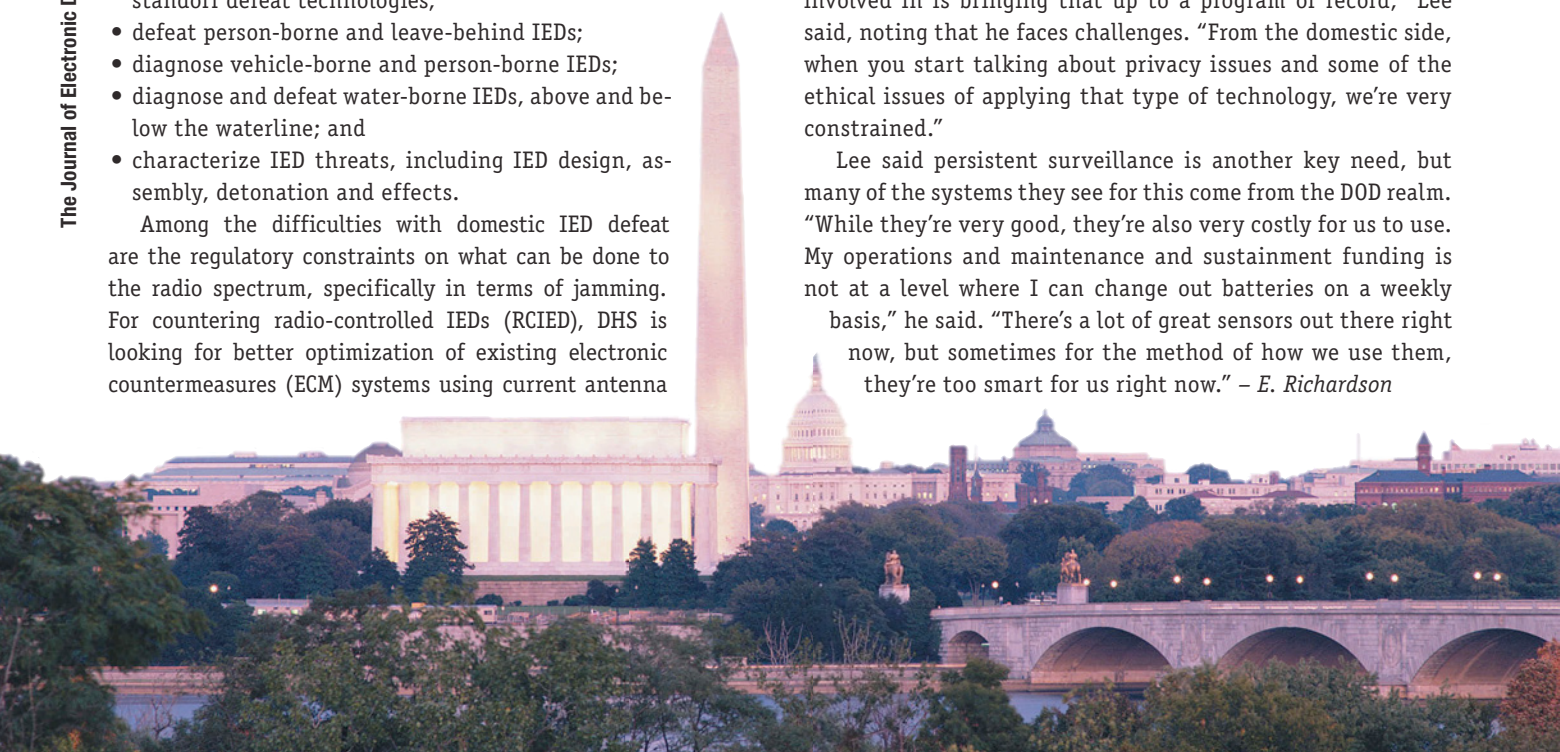 The Journal of Electronic D
standoff defeat technologies;
• defeat person-borne and leave-behind IEDs;
• diagnose vehicle-borne and person-borne IEDs;
• diagnose and defeat water-borne IEDs, above and be-
low the waterline; and
• characterize IED threats, including IED design, as-
sembly, detonation and effects.
Among the difficulties with domestic IED defeat
are the regulatory constraints on what can be done to
the radio spectrum, specifically in terms of jamming.
For countering radio-controlled IEDs (RCIED), DHS is
looking for better optimization of existing electronic
countermeasures (ECM) systems using current antenna
involved in is bringing that up to a program of record,” Lee
said, noting that he faces challenges. “From the domestic side,
when you start talking about privacy issues and some of the
ethical issues of applying that type of technology, we’re very
constrained.”
Lee said persistent surveillance is another key need, but
many of the systems they see for this come from the DOD realm.
“While they’re very good, they’re also very costly for us to use.
My operations and maintenance and sustainment funding is
not at a level where I can change out batteries on a weekly
basis,” he said. “There’s a lot of great sensors out there right
now, but sometimes for the method of how we use them,
they’re too smart for us right now.” – E. Richardson